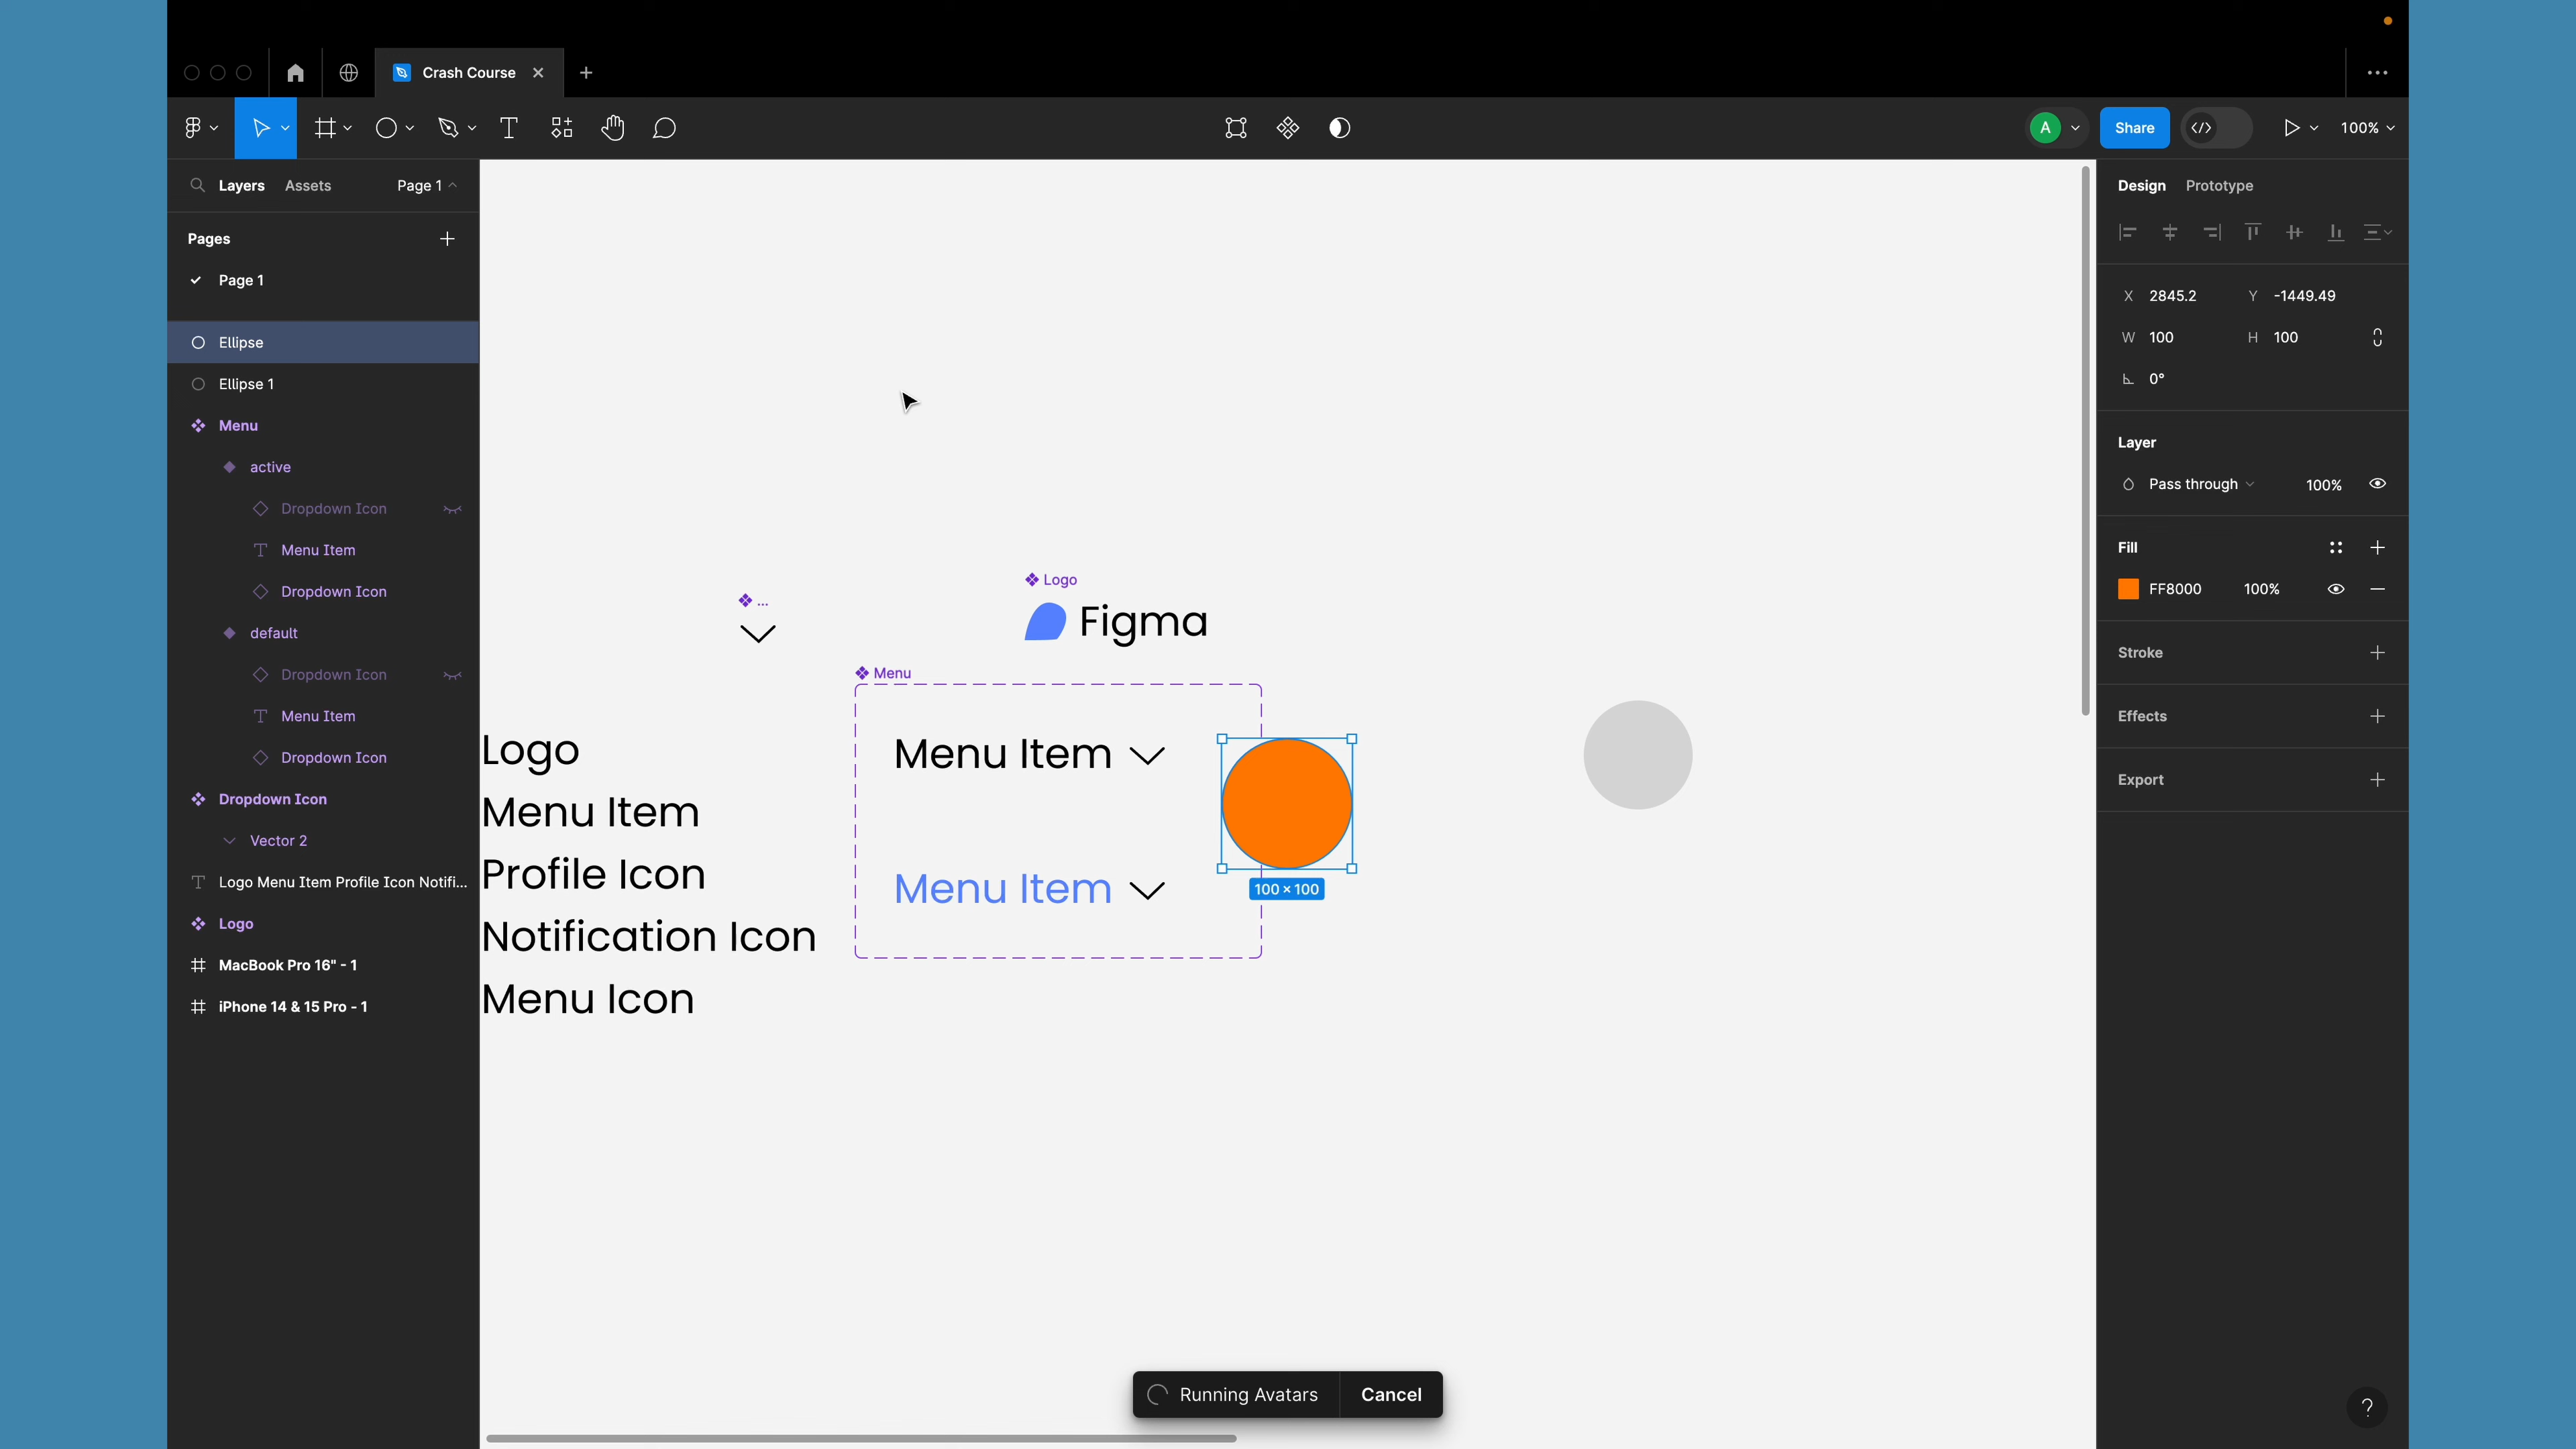 Crash Course
A
Share
100%
Layers
Assets
Page 1
Design
Prototype
Pages
Page 1
X 2845.2
Y -1449.49
W 100
H 100
0°
Ellipse
Ellipse 1
Menu
active
Dropdown Icon
Menu Item
Dropdown Icon
default
Dropdown Icon
Menu Item
Dropdown Icon
Dropdown Icon
Vector 2
Logo Menu Item Profile Icon Notifi...
Logo
MacBook Pro 16" - 1
iPhone 14 & 15 Pro - 1
...
Logo
Figma
Menu
Menu Item
Menu Item
100 × 100
Logo
Menu Item
Profile Icon
Notification Icon
Menu Icon
Layer
Pass through
100%
Fill
FF8000
100%
Stroke
Effects
Export
Running Avatars
Cancel
?